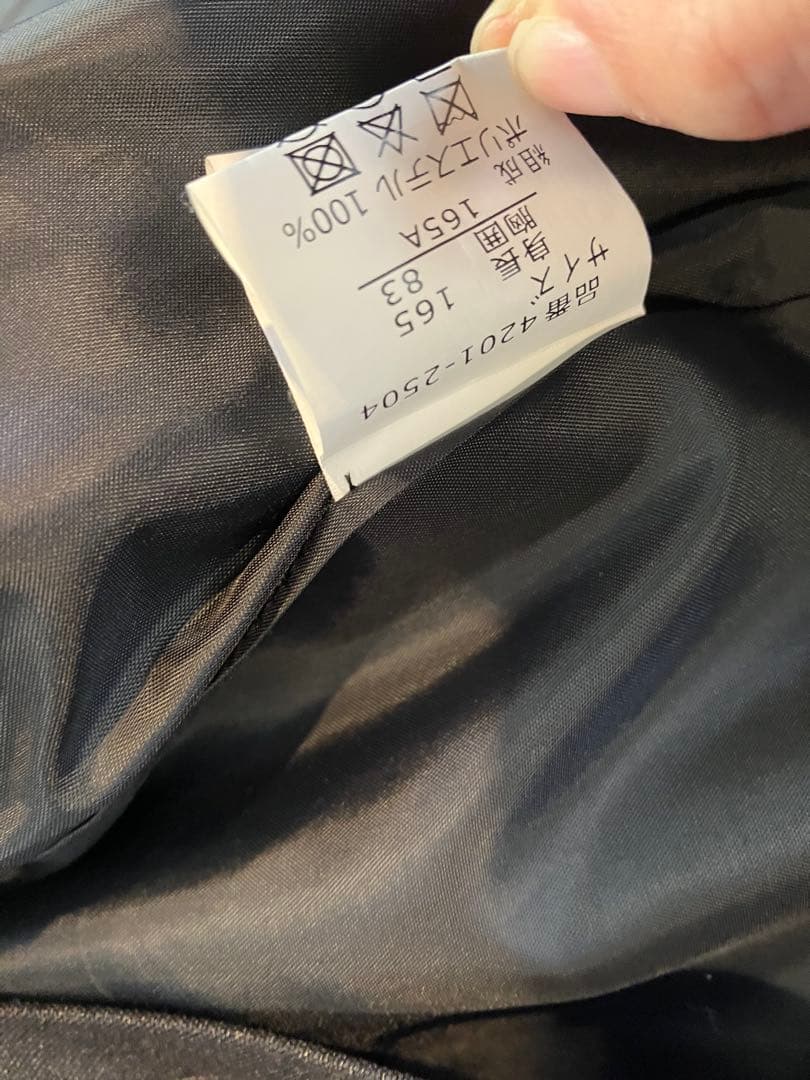 品番 4201-2504
サイズ
身長 165
胸囲 83
165A
組成
ポリエステル 100%